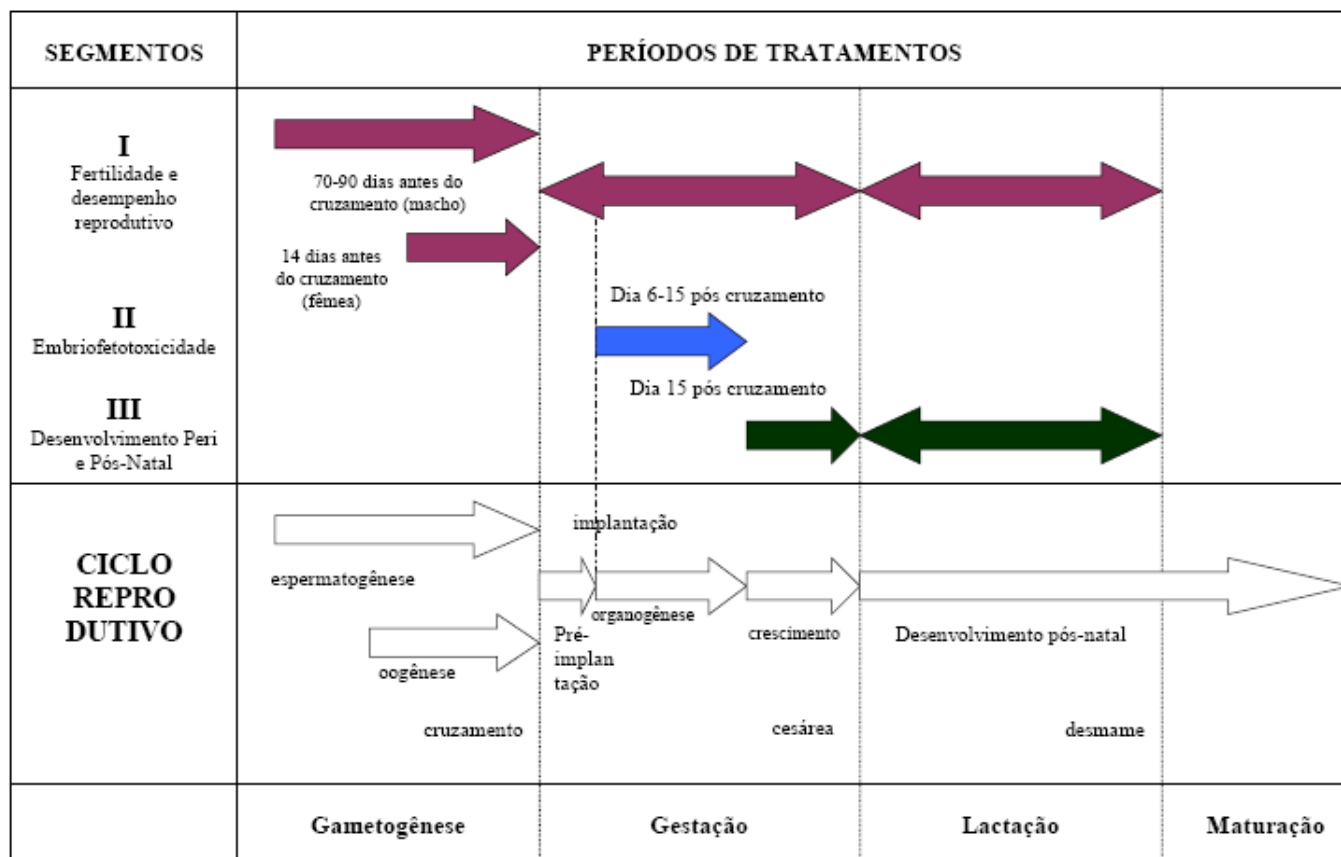 SEGMENTOS
PERÍODOS DE TRATAMENTOS
I
Fertilidade e
desempenho
reprodutivo
70-90 dias antes do
cruzamento (macho)
14 dias antes
do cruzamento
(fêmea)
II
Embriofetotoxicidade
Dia 6-15 pós cruzamento
III
Desenvolvimento Peri
e Pós-Natal
Dia 15 pós cruzamento
CICLO
REPRO
DUTIVO
espermatogênese
oogênese
cruzamento
implantação
Pré-
implan
tação
organogênese
crescimento
cesárea
Desenvolvimento pós-natal
desmame
Gametogênese
Gestação
Lactação
Maturação